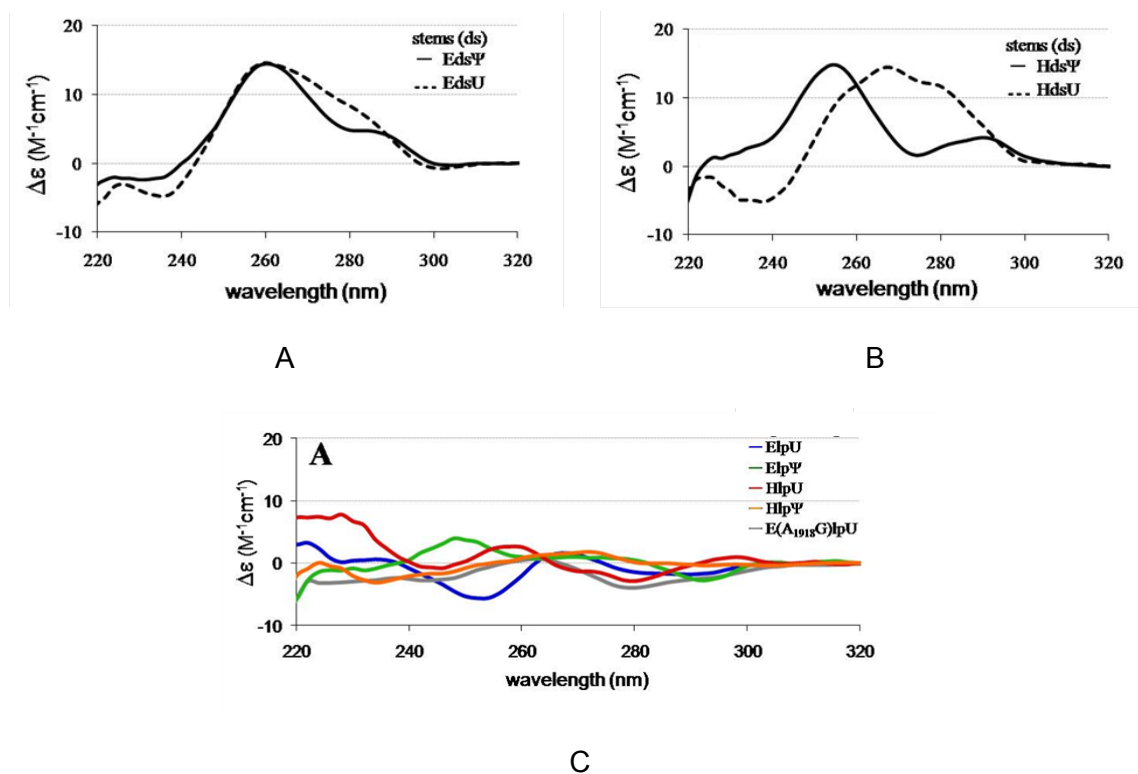 20
10
0
-10
Δε (M⁻¹cm⁻¹)
stems (ds)
EdsΨ
EdsU
220 240 260 280 300 320
wavelength (nm)
A
20
10
0
-10
Δε (M⁻¹cm⁻¹)
stems (ds)
HdsΨ
HdsU
220 240 260 280 300 320
wavelength (nm)
B
20
10
0
-10
Δε (M⁻¹cm⁻¹)
A
ElpU
ElpΨ
HlpU
HlpΨ
E(A₁₉₁₈G)lpU
220 240 260 280 300 320
wavelength (nm)
C